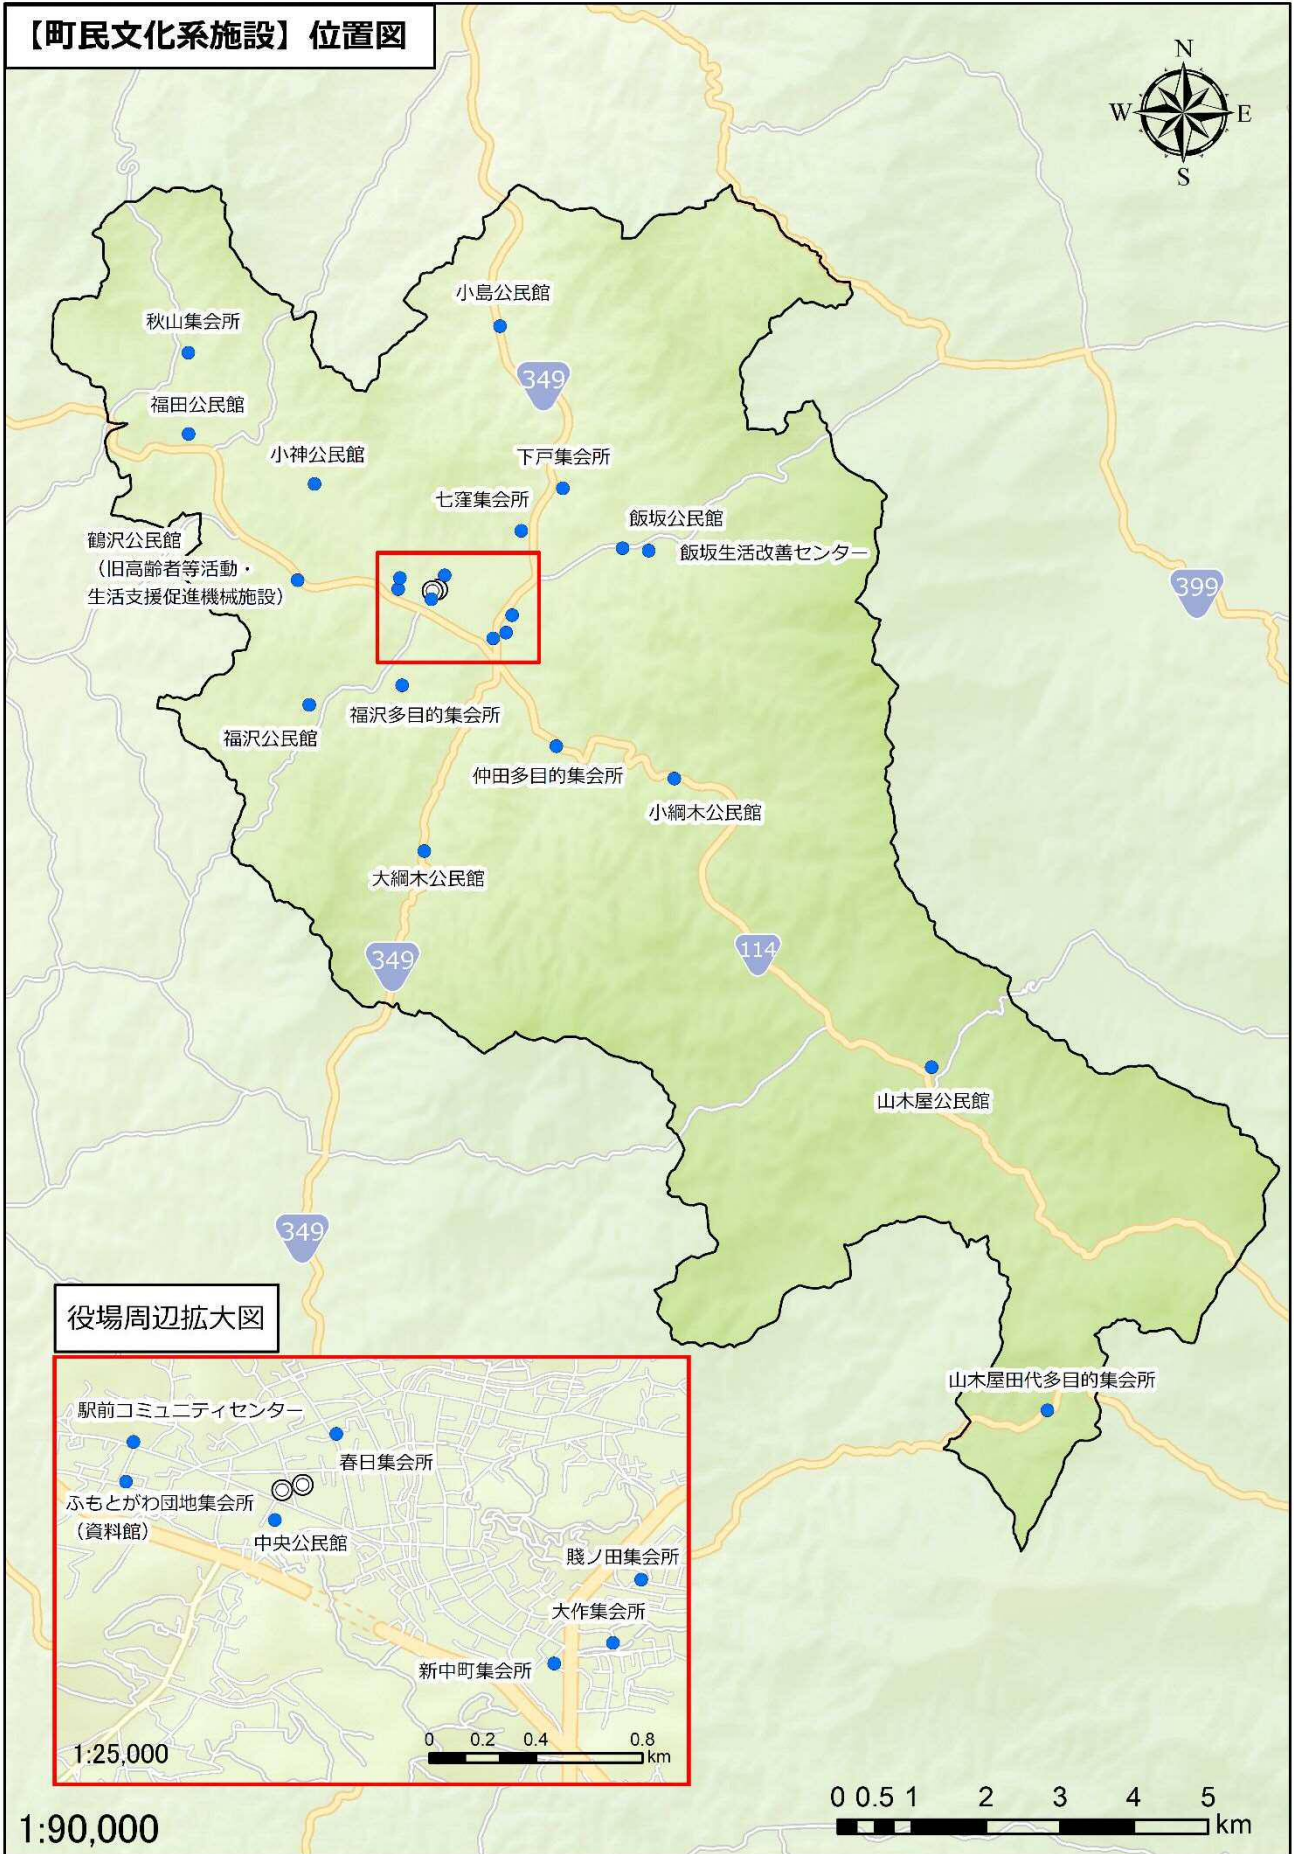 【町民文化系施設】位置図
N
W
E
S
小島公民館
秋山集会所
349
福田公民館
小神公民館
下戸集会所
七窪集会所
飯坂公民館
飯坂生活改善センター
鶴沢公民館
（旧高齢者等活動・
生活支援促進機械施設）
399
福沢多目的集会所
福沢公民館
仲田多目的集会所
小綱木公民館
大綱木公民館
349
114
山木屋公民館
349
役場周辺拡大図
山木屋田代多目的集会所
駅前コミュニティセンター
春日集会所
ふもとがわ団地集会所
（資料館）
中央公民館
賤ノ田集会所
大作集会所
新中町集会所
0 0.2 0.4 0.8
km
1:25,000
0 0.5 1 2 3 4 5
km
1:90,000